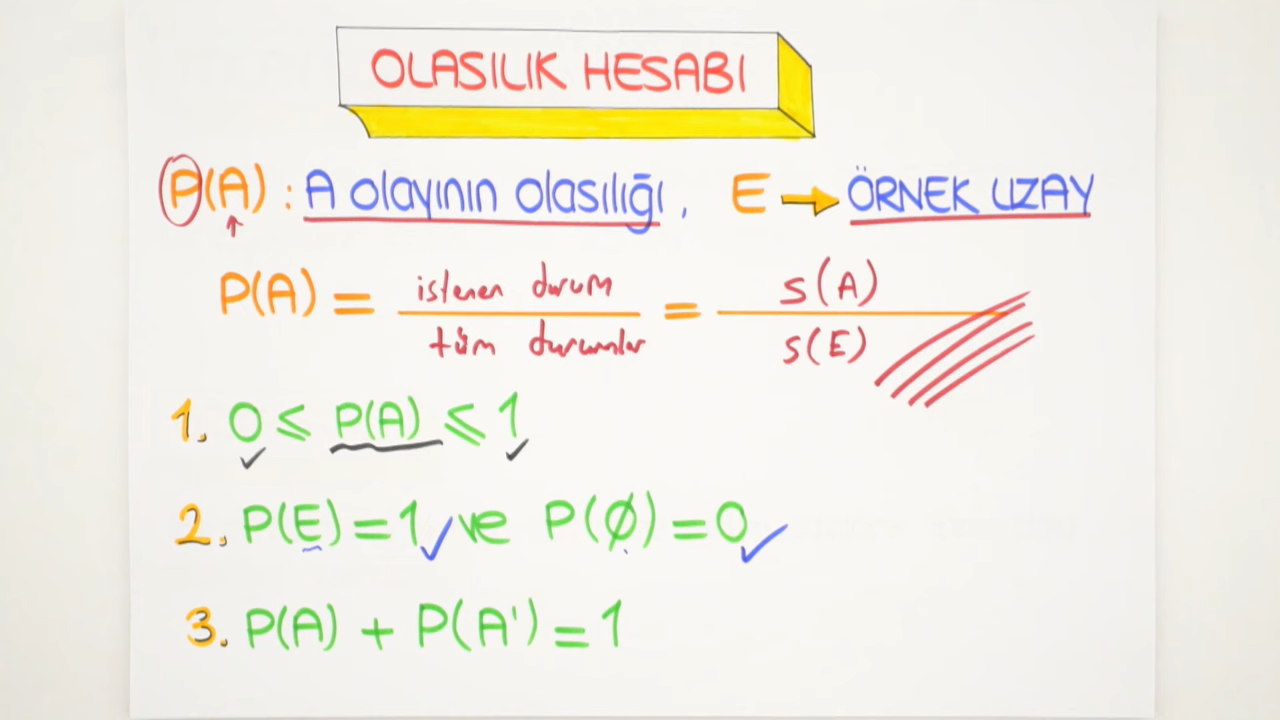 OLASILIK HESABI
P(A) : A olayının olasılığı, E → ÖRNEK UZAY
P(A) = istenen durum / tüm durumlar = s(A) / s(E)
1. 0 ≤ P(A) ≤ 1
2. P(E) = 1 ve P(∅) = 0
3. P(A) + P(A') = 1